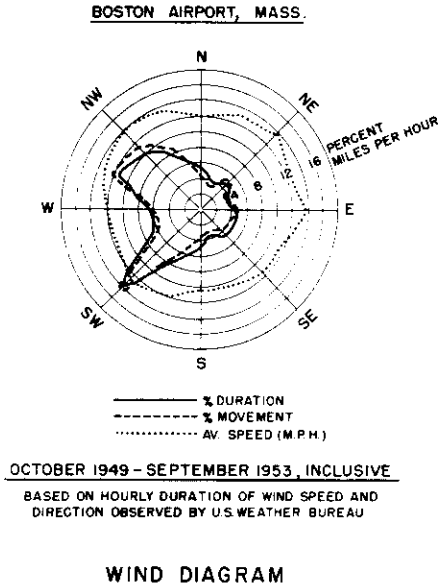 BOSTON AIRPORT, MASS.
N
NW
NE
PERCENT
MILES PER HOUR
16
12
8
4
W
E
SW
SE
S
% DURATION
% MOVEMENT
AV. SPEED (M.P.H.)
OCTOBER 1949 - SEPTEMBER 1953, INCLUSIVE
BASED ON HOURLY DURATION OF WIND SPEED AND
DIRECTION OBSERVED BY U.S. WEATHER BUREAU
WIND DIAGRAM